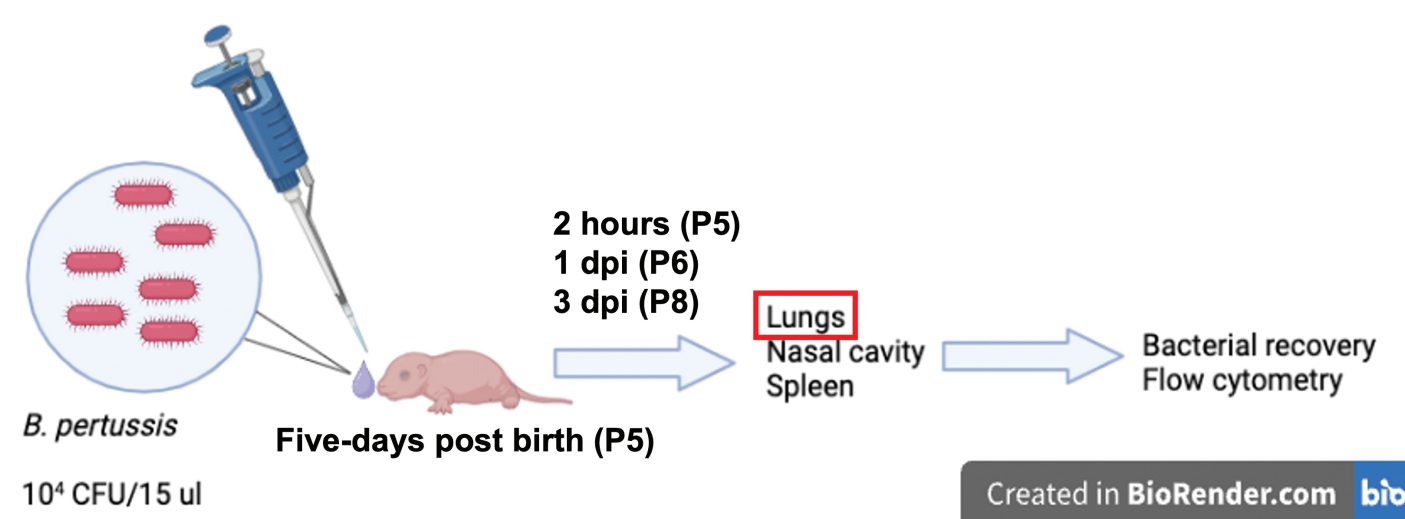 2 hours (P5)
1 dpi (P6)
3 dpi (P8)
Lungs
Nasal cavity
Spleen
Bacterial recovery
Flow cytometry
B. pertussis
Five-days post birth (P5)
10⁴ CFU/15 ul
Created in BioRender.com bio